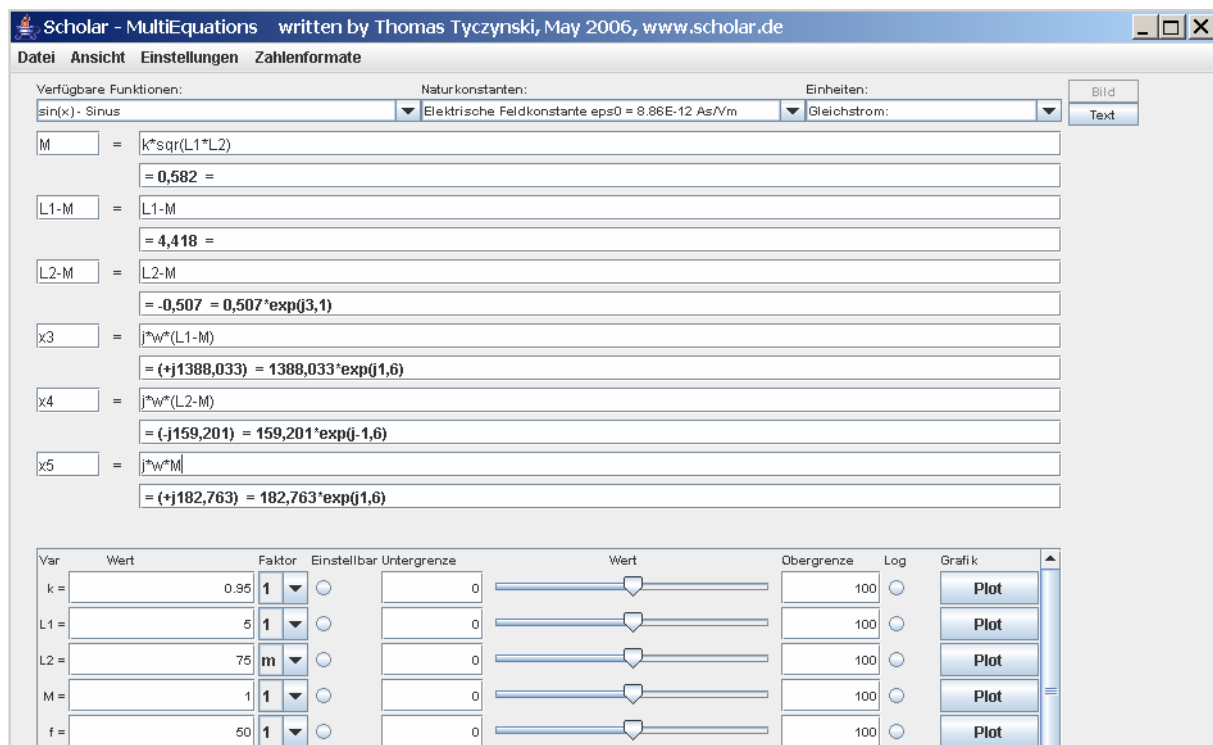 Scholar - MultiEquations written by Thomas Tyczynski, May 2006, www.scholar.de
Datei Ansicht Einstellungen Zahlenformate
Verfügbare Funktionen: Naturkonstanten: Einheiten: Bild
sin(x) - Sinus Elektrische Feldkonstante eps0 = 8.86E-12 As/Vm Gleichstrom: Text
M = k*sqr(L1*L2)
= 0,582 =
L1-M = L1-M
= 4,418 =
L2-M = L2-M
= -0,507 = 0,507*exp(j3,1)
x3 = j*w*(L1-M)
= (+j1388,033) = 1388,033*exp(j1,6)
x4 = j*w*(L2-M)
= (-j159,201) = 159,201*exp(j-1,6)
x5 = j*w*M
= (+j182,763) = 182,763*exp(j1,6)
Var Wert Faktor Einstellbar Untergrenze Wert Obergrenze Log Grafik
k = 0.95 1 0 100 Plot
L1 = 5 1 0 100 Plot
L2 = 75 m 0 100 Plot
M = 1 1 0 100 Plot
f = 50 1 0 100 Plot